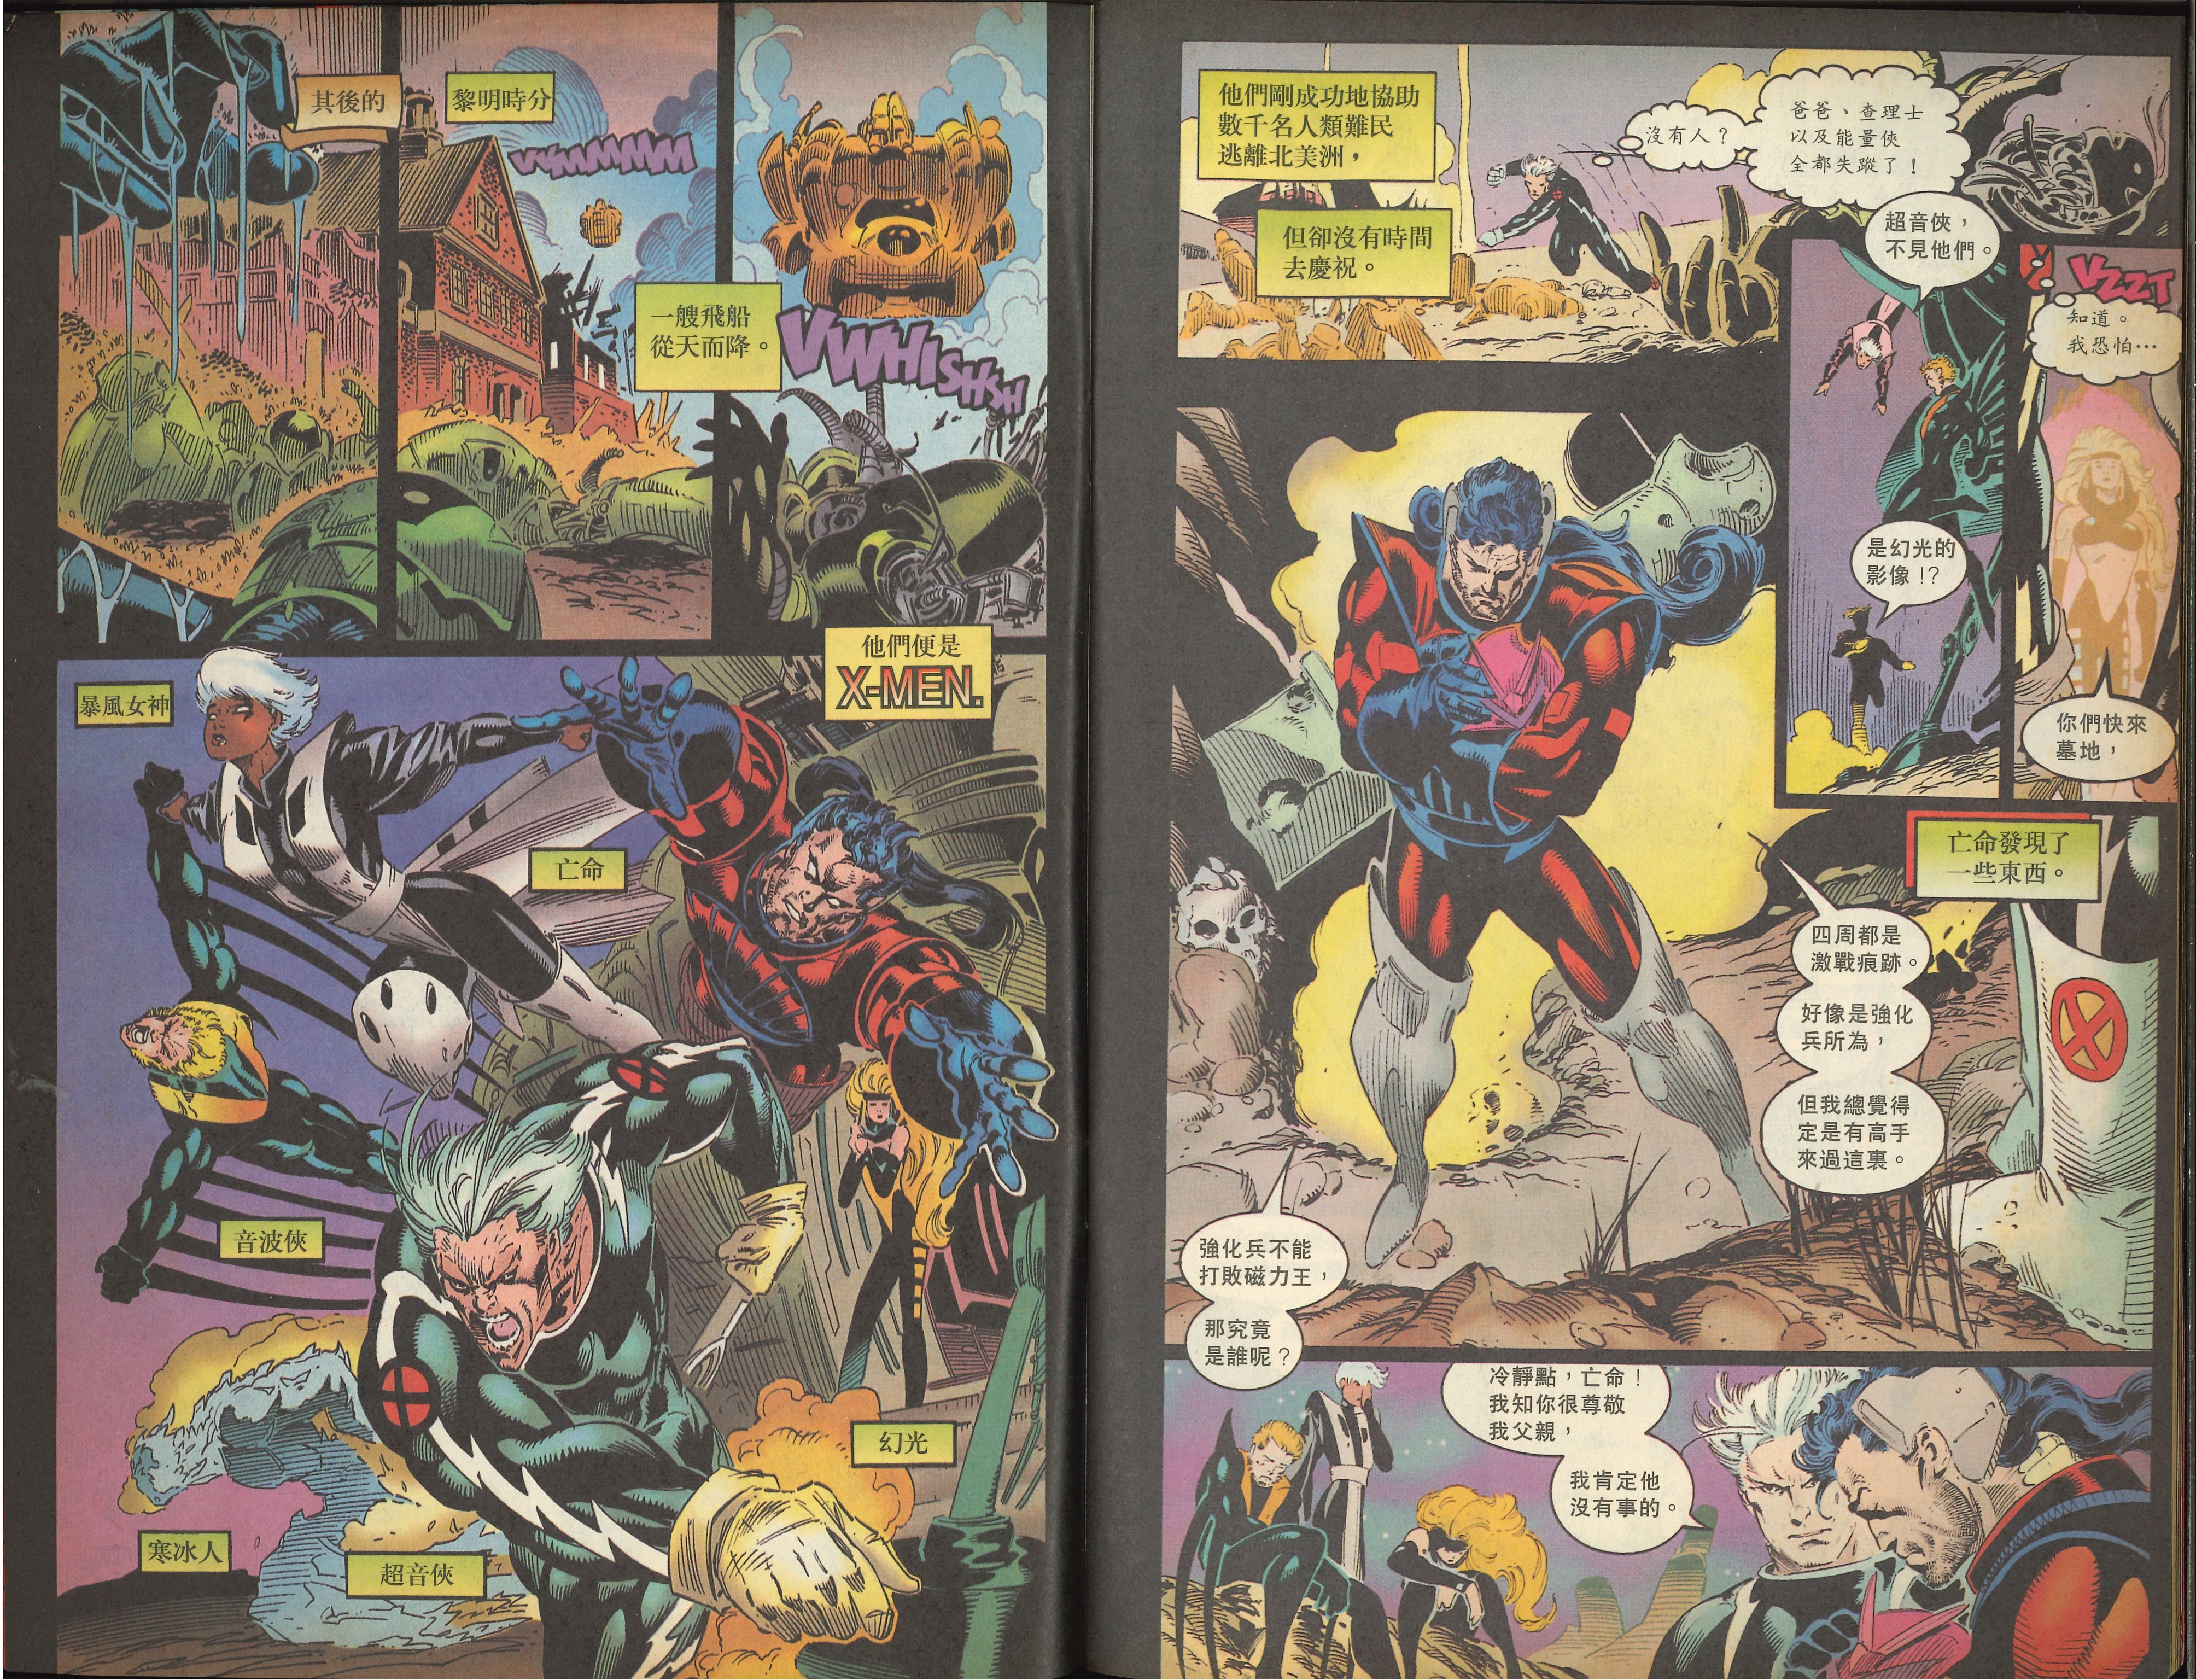 其後的
黎明時分
VVMMMMM
一艘飛船
從天而降。
VWHISHSH
他們便是
X-MEN.
暴風女神
亡命
音波俠
幻光
寒冰人
超音俠
他們剛成功地協助
數千名人類難民
逃離北美洲，
但卻沒有時間
去慶祝。
沒有人？
爸爸、查理士
以及能量俠
全都失蹤了！
超音俠，
不見他們。
VZZT
知道。
我恐怕…
是幻光的
影像！?
你們快來
墓地，
亡命發現了
一些東西。
四周都是
激戰痕跡。
好像是強化
兵所為，
但我總覺得
定是有高手
來過這裏。
強化兵不能
打敗磁力王，
那究竟
是誰呢？
冷靜點，亡命！
我知你很尊敬
我父親，
我肯定他
沒有事的。